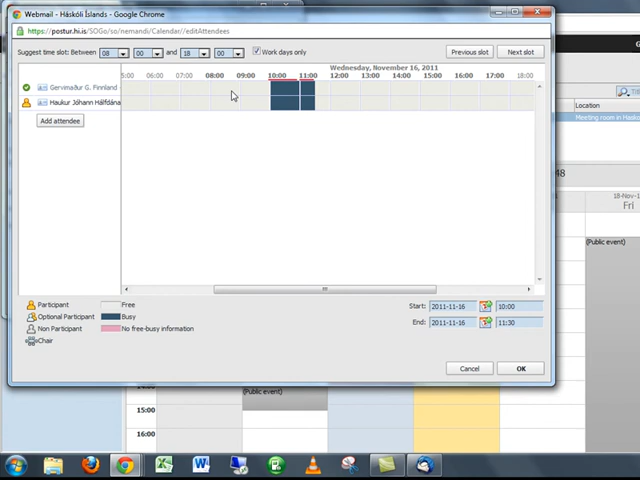 Webmail - Háskóli Íslands - Google Chrome
https://postur.hi.is/SOGo/so/nemandi/Calendar//editAttendees
Suggest time slot: Between 08 : 00 and 18 : 00 Work days only Previous slot Next slot
Wednesday, November 16, 2011
5:00 06:00 07:00 08:00 09:00 10:00 11:00 12:00 13:00 14:00 15:00 16:00 17:00 18:00
Gervimaður G. Finnland
Haukur Jóhann Hálfdána
Add attendee
Location
Meeting room in Hasko
48
18-Nov-
Fri
(Public event)
Participant Free
Optional Participant Busy
Non Participant No free-busy information
Chair
Start: 2011-11-16 10:00
End: 2011-11-16 11:30
Cancel OK
(Public event)
15:00
16:00